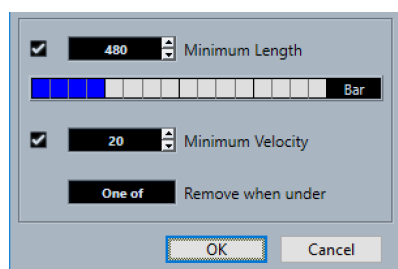 480 Minimum Length
Bar
20 Minimum Velocity
One of Remove when under
OK Cancel